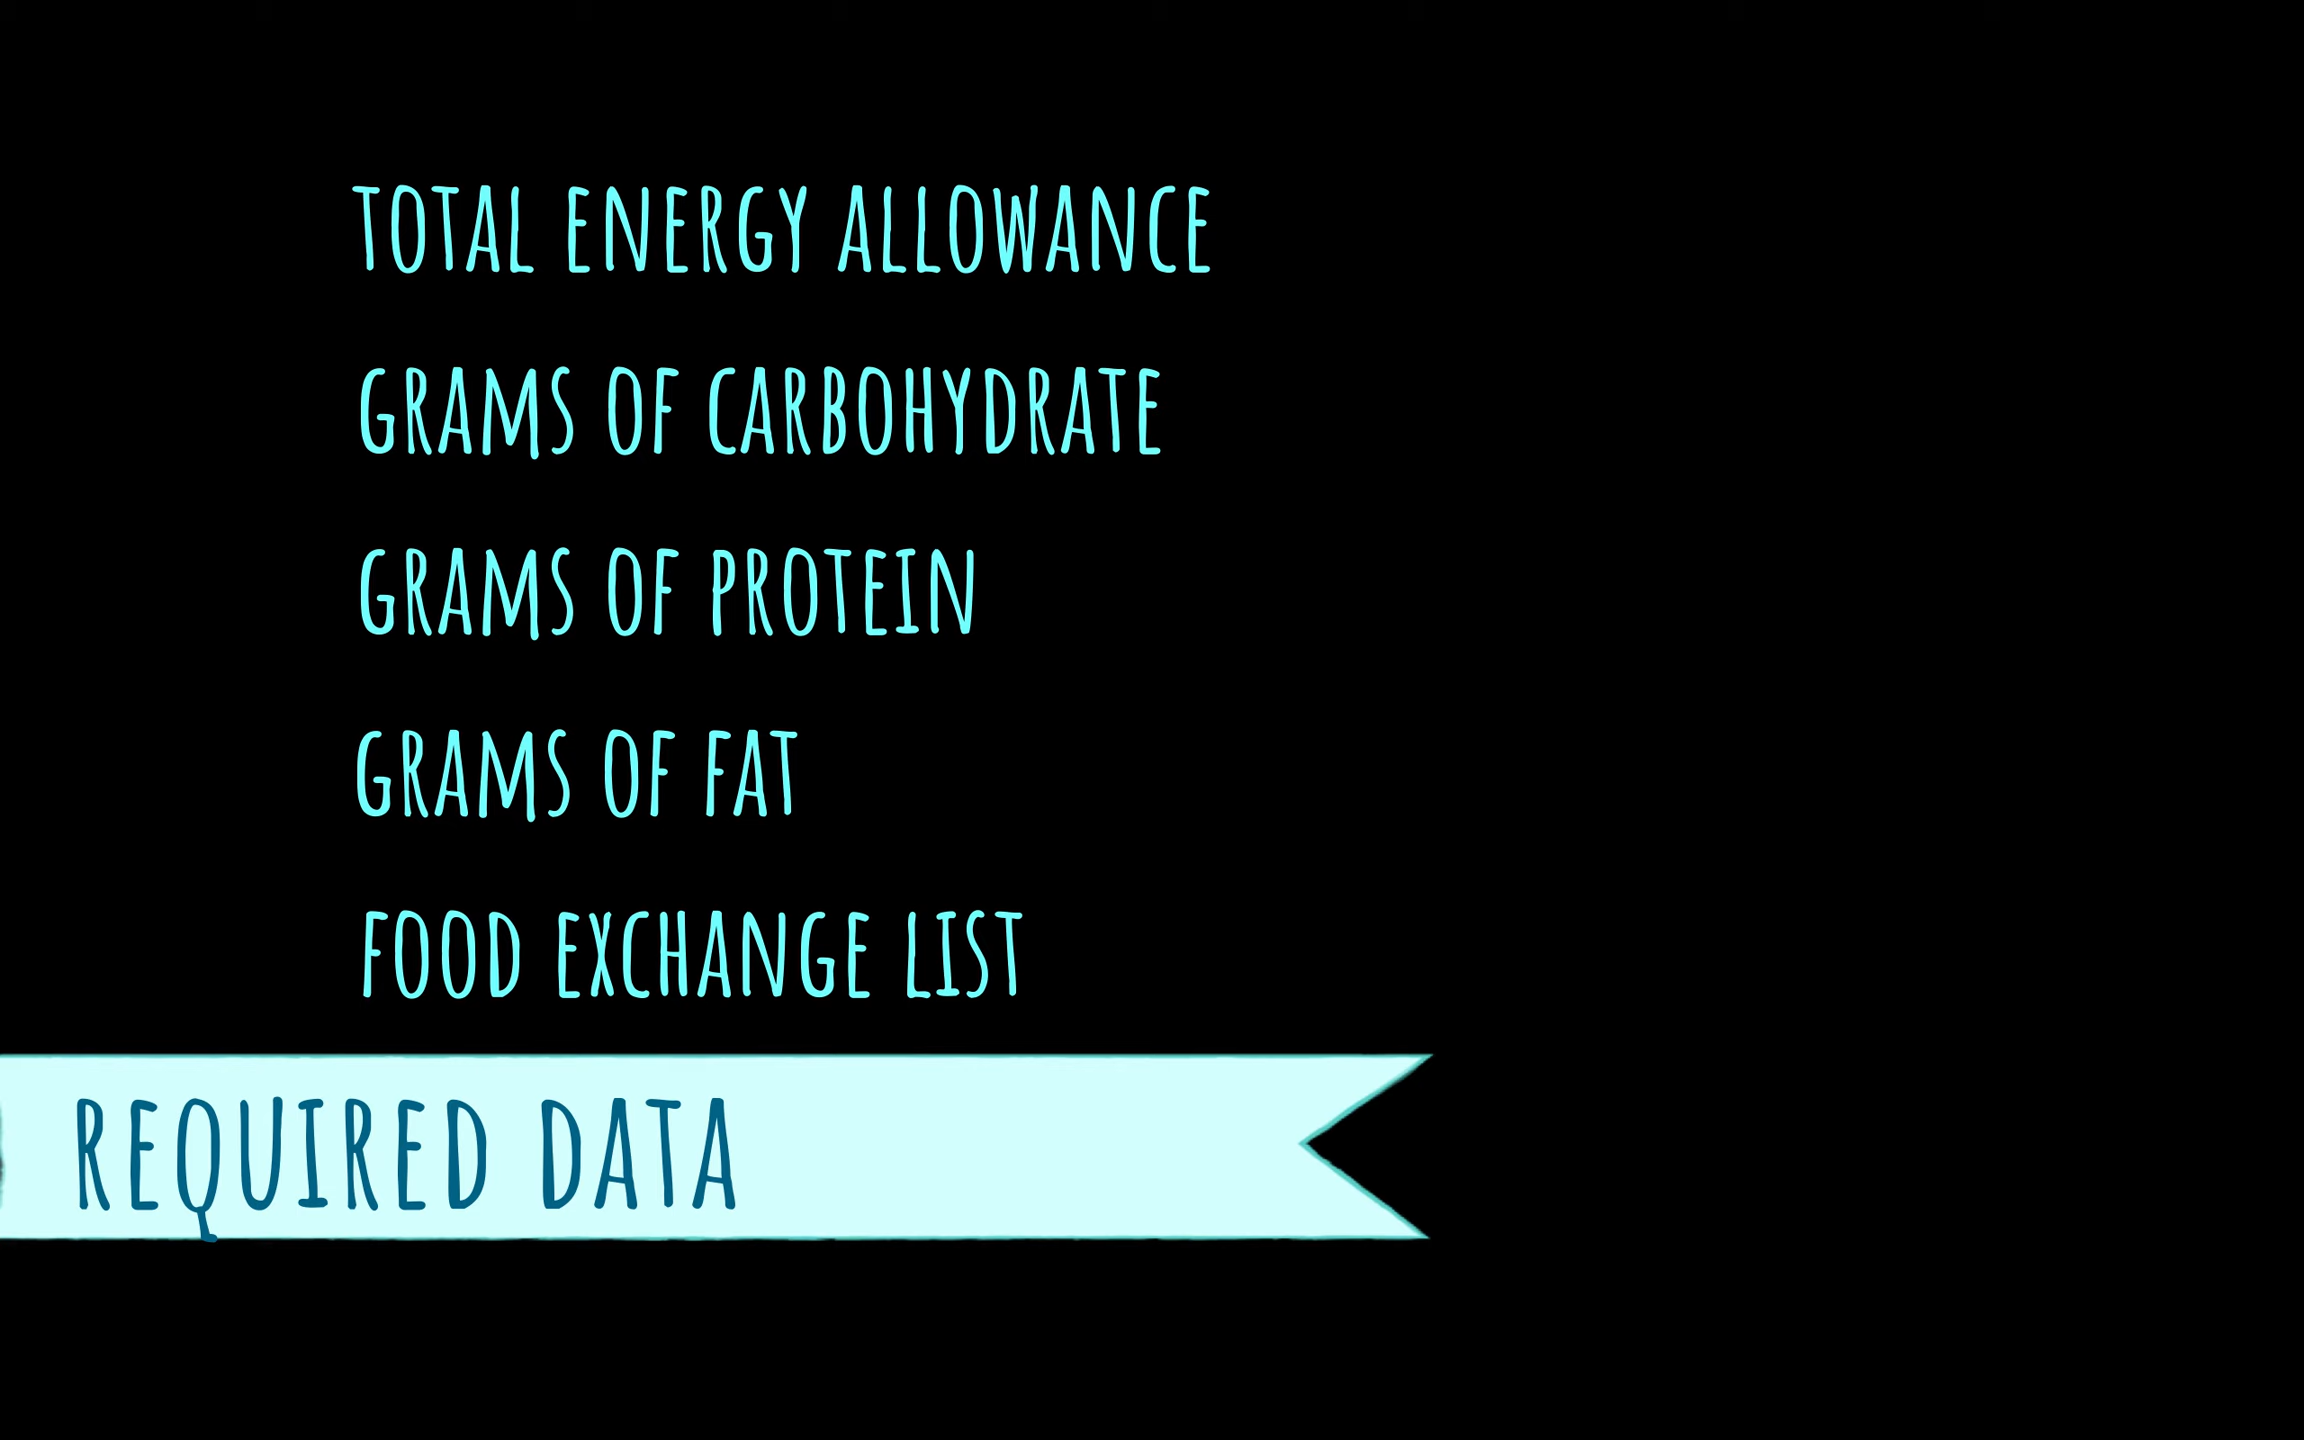 TOTAL ENERGY ALLOWANCE
GRAMS OF CARBOHYDRATE
GRAMS OF PROTEIN
GRAMS OF FAT
FOOD EXCHANGE LIST
REQUIRED DATA